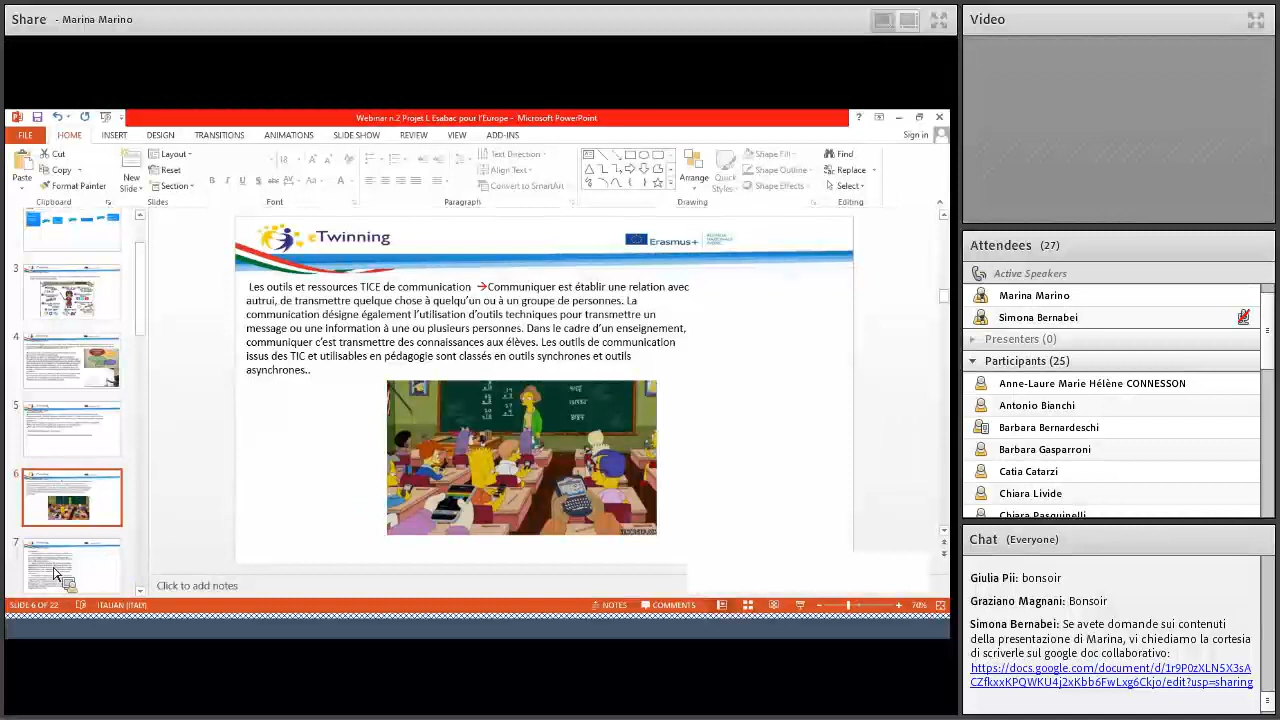 Share - Marina Marino
Webinar n.2 Projet L Esabac pour l'Europe - Microsoft PowerPoint
FILE HOME INSERT DESIGN TRANSITIONS ANIMATIONS SLIDE SHOW REVIEW VIEW ADD-INS
Sign in
Paste
Cut
Copy
Format Painter
Clipboard
New Slide
Layout
Reset
Section
Slides
18
Font
Text Direction
Align Text
Convert to SmartArt
Paragraph
Arrange
Quick Styles
Shape Fill
Shape Outline
Shape Effects
Drawing
Find
Replace
Select
Editing
3
4
5
6
7
eTwinning
Erasmus+
Les outils et ressources TICE de communication →Communiquer est établir une relation avec
autrui, de transmettre quelque chose à quelqu'un ou à un groupe de personnes. La
communication désigne également l'utilisation d'outils techniques pour transmettre un
message ou une information à une ou plusieurs personnes. Dans le cadre d'un enseignement,
communiquer c'est transmettre des connaissances aux élèves. Les outils de communication
issus des TIC et utilisables en pédagogie sont classés en outils synchrones et outils
asynchrones..
Click to add notes
SLIDE 6 OF 22 ITALIAN (ITALY) NOTES COMMENTS 70%
Video
Attendees (27)
Active Speakers
Marina Marino
Simona Bernabei
Presenters (0)
Participants (25)
Anne-Laure Marie Hélène CONNESSON
Antonio Bianchi
Barbara Bernardeschi
Barbara Gasparroni
Catia Catarzi
Chiara Livide
Chiara Pasquinelli
Chat (Everyone)
Giulia Pii: bonsoir
Graziano Magnani: Bonsoir
Simona Bernabei: Se avete domande sui contenuti
della presentazione di Marina, vi chiediamo la cortesia
di scriverle sul google doc collaborativo:
https://docs.google.com/document/d/1r9P0zXLN5X3sA
CZfkxxKPQWKU4j2xKbb6FwLxg6Ckjo/edit?usp=sharing